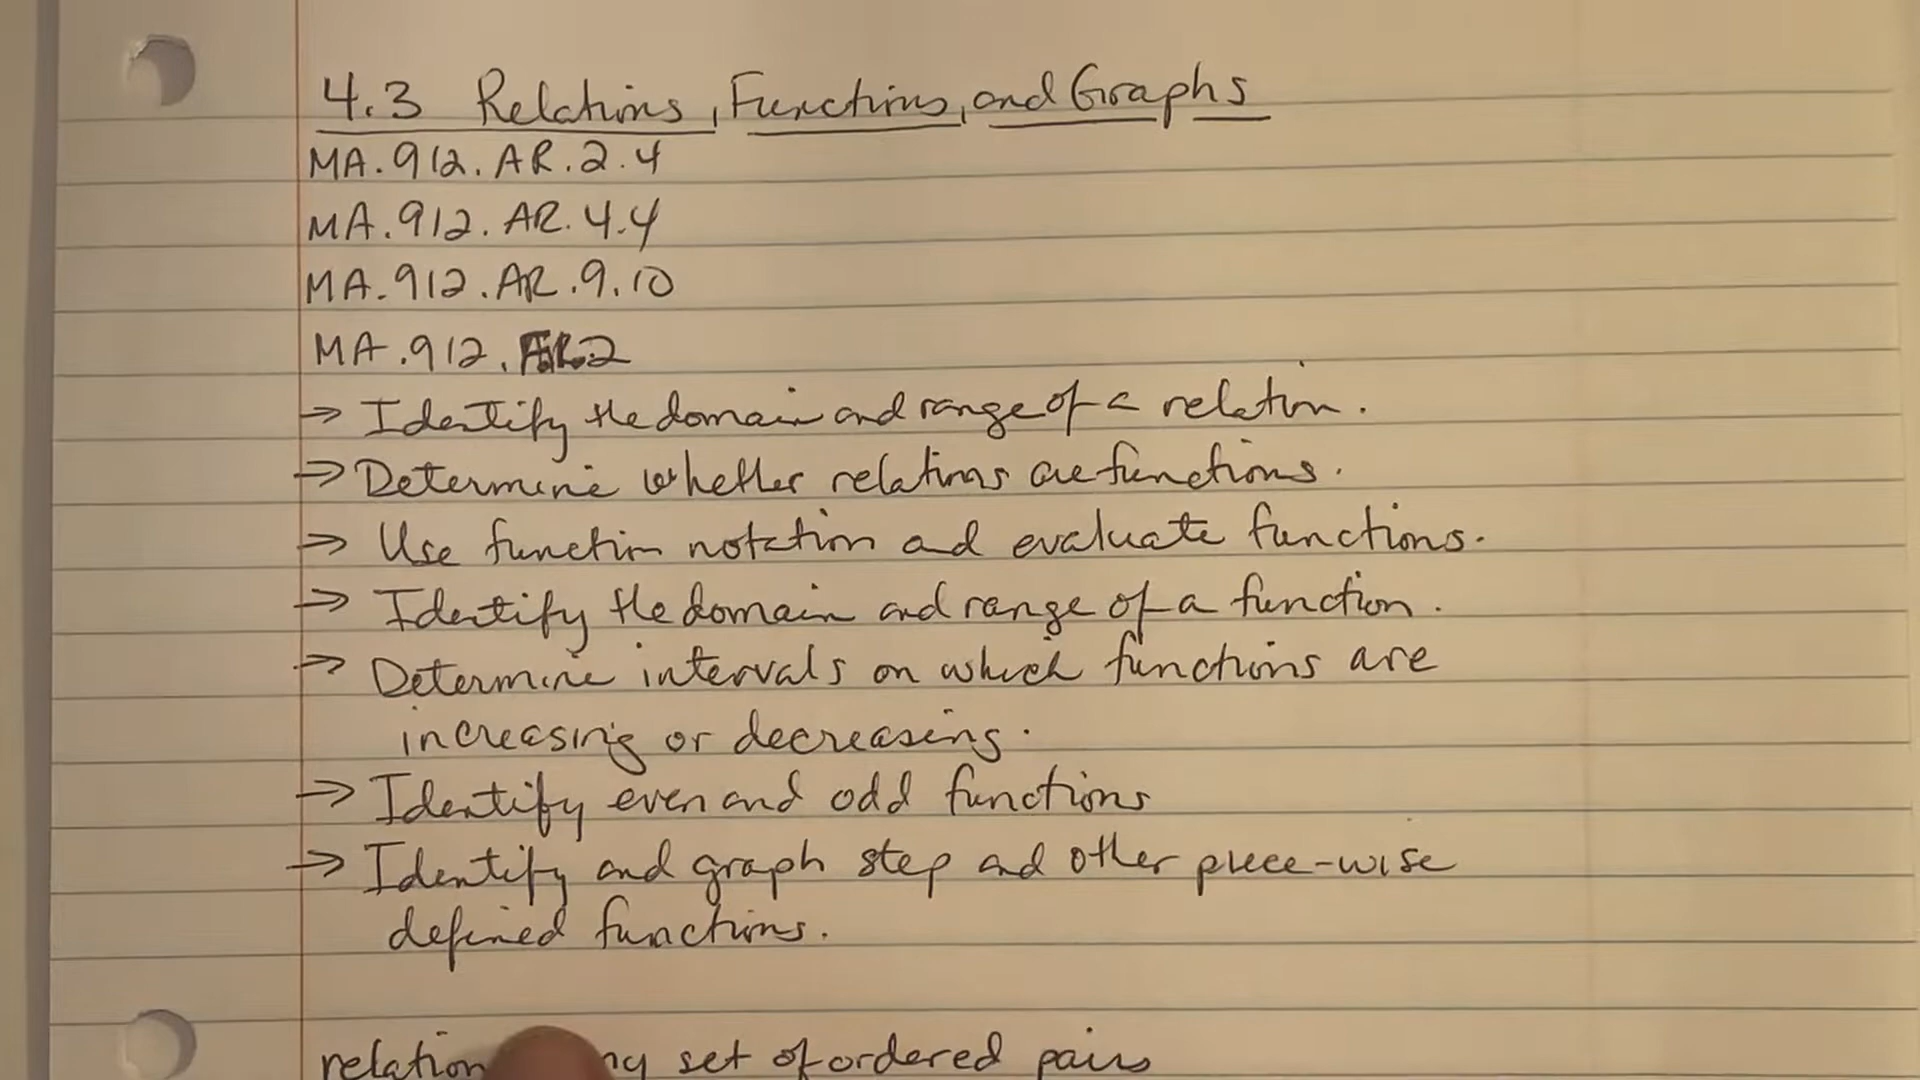 4.3 Relations, Functions, and Graphs
MA.912.AR.2.4
MA.912.AR.4.4
MA.912.AR.9.10
MA.912.
→ Identify the domain and range of a relation.
→ Determine whether relations are functions.
→ Use function notation and evaluate functions.
→ Identify the domain and range of a function.
→ Determine intervals on which functions are
increasing or decreasing.
→ Identify even and odd functions
→ Identify and graph step and other piece-wise
defined functions.
relation set of ordered pairs